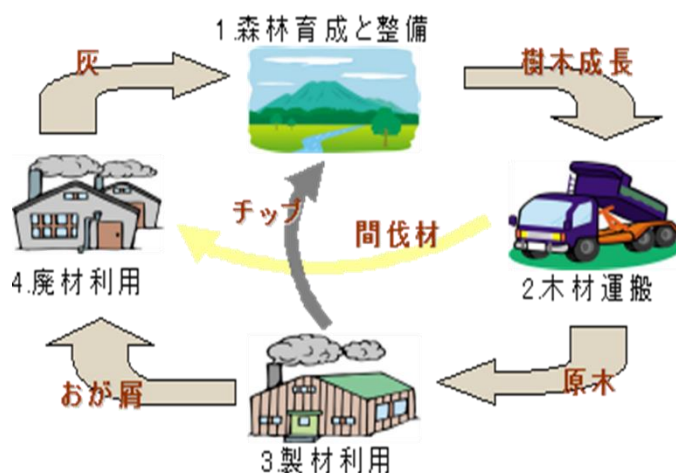 1.森林育成と整備
灰
樹本成長
チップ
間伐材
4.廃材利用
2.木材運搬
おが屑
原木
3.製材利用